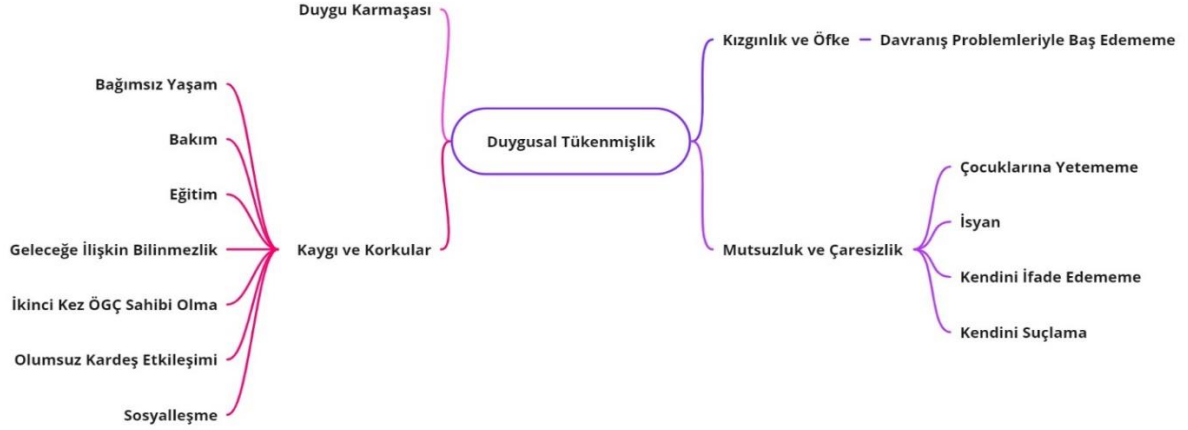 Duygu Karmaşası
Kızgınlık ve Öfke
Davranış Problemleriyle Baş Edememe
Bağımsız Yaşam
Bakım
Duygusal Tükenmişlik
Çocuklarına Yetememe
Eğitim
İsyan
Geleceğe İlişkin Bilinmezlik
Kaygı ve Korkular
Mutsuzluk ve Çaresizlik
Kendini İfade Edememe
İkinci Kez ÖGÇ Sahibi Olma
Kendini Suçlama
Olumsuz Kardeş Etkileşimi
Sosyalleşme